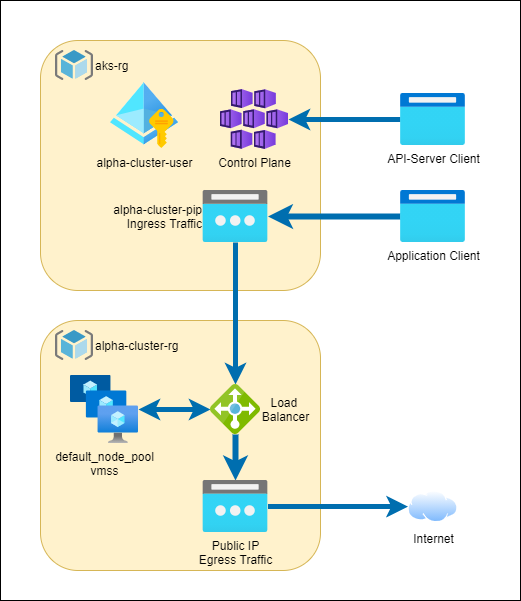 aks-rg
alpha-cluster-user
Control Plane
API-Server Client
alpha-cluster-pip
Ingress Traffic
Application Client
alpha-cluster-rg
Load
Balancer
default_node_pool
vmss
Public IP
Egress Traffic
Internet